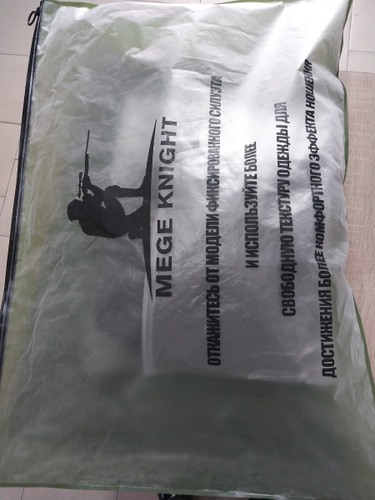 MEGE KNIGHT
ОТКАЖИТЕСЬ ОТ МОДЕЛИ ФИКСИРОВАННОГО СИЛУЭТА
И ИСПОЛЬЗУЙТЕ БОЛЕЕ
СВОБОДНУЮ ТЕКСТУРУ ОДЕЖДЫ ДЛЯ
ДОСТИЖЕНИЯ БОЛЕЕ КОМФОРТНОГО ЭФФЕКТА НОШЕНИЯ